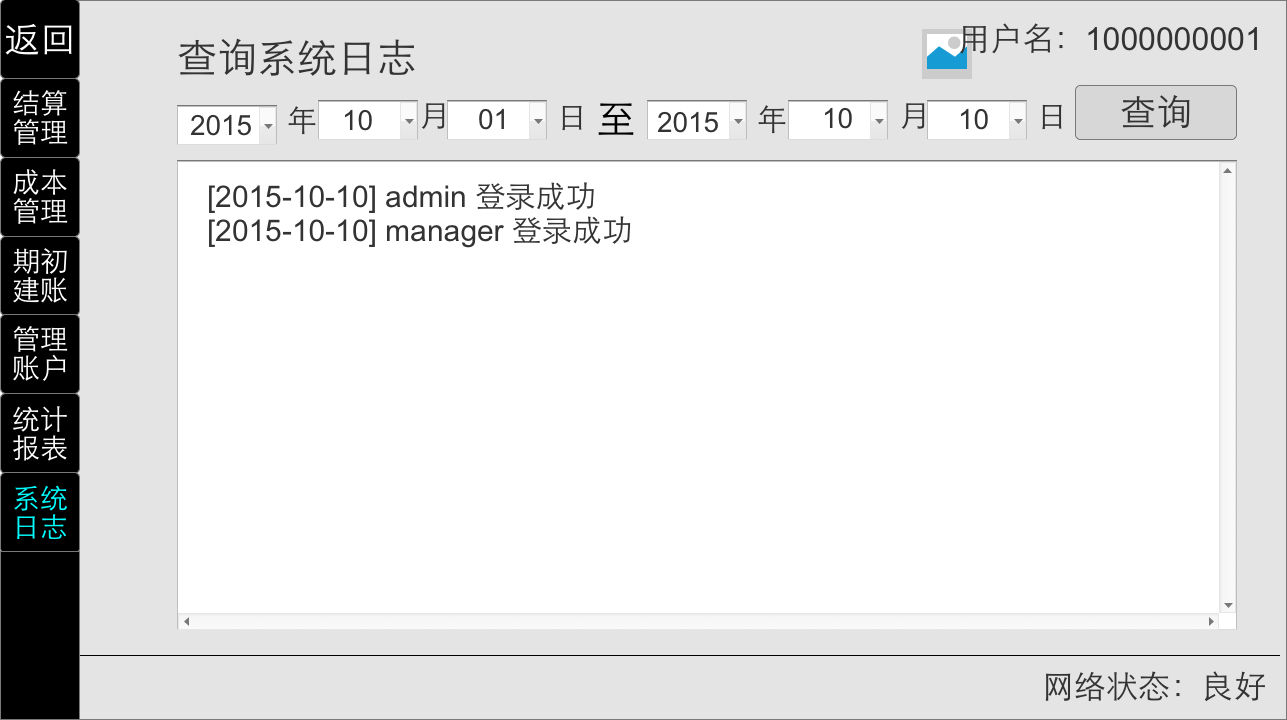 返回
结算
管理
成本
管理
期初
建账
管理
账户
统计
报表
系统
日志
查询系统日志
用户名：1000000001
2015 年 10 月 01 日 至 2015 年 10 月 10 日 查询
[2015-10-10] admin 登录成功
[2015-10-10] manager 登录成功
网络状态：良好